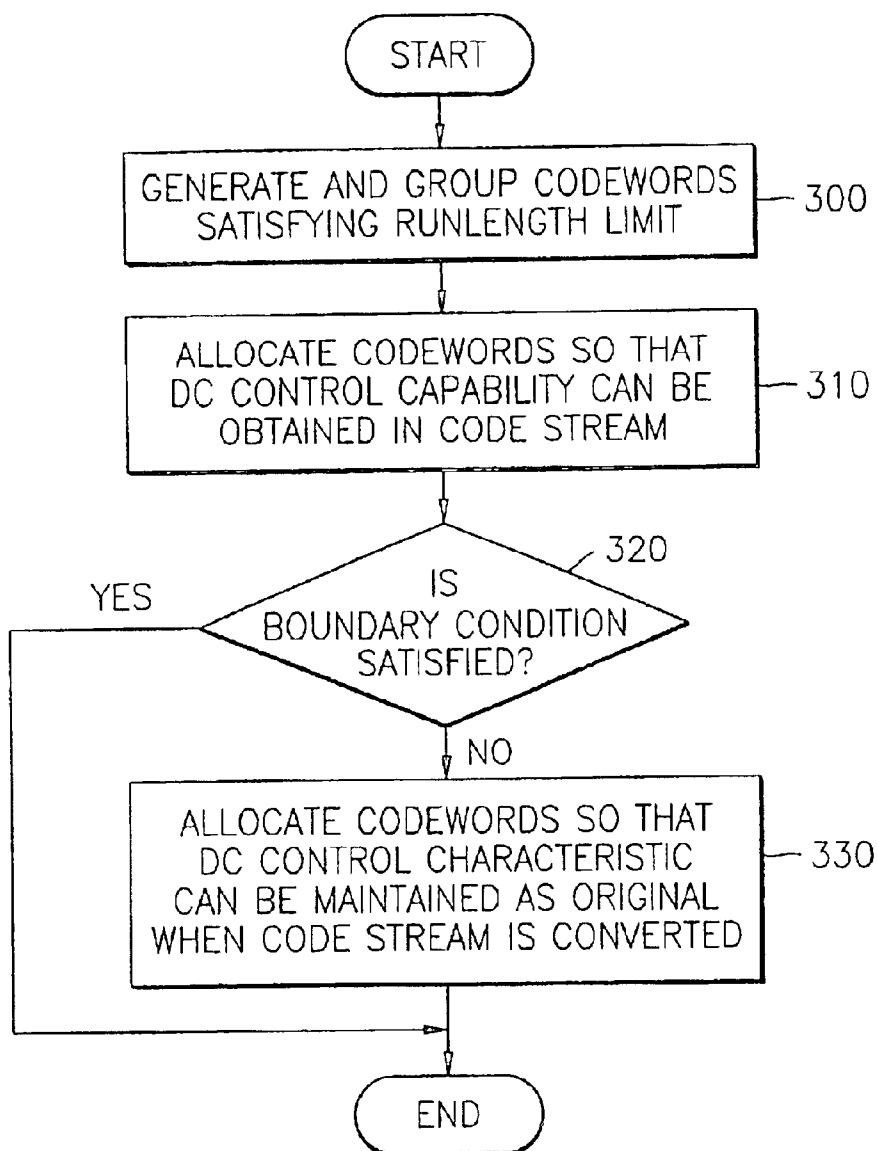 START
GENERATE AND GROUP CODEWORDS
SATISFYING RUNLENGTH LIMIT
300
ALLOCATE CODEWORDS SO THAT
DC CONTROL CAPABILITY CAN BE
OBTAINED IN CODE STREAM
310
320
YES
IS
BOUNDARY CONDITION
SATISFIED?
NO
ALLOCATE CODEWORDS SO THAT
DC CONTROL CHARACTERISTIC
CAN BE MAINTAINED AS ORIGINAL
WHEN CODE STREAM IS CONVERTED
330
END